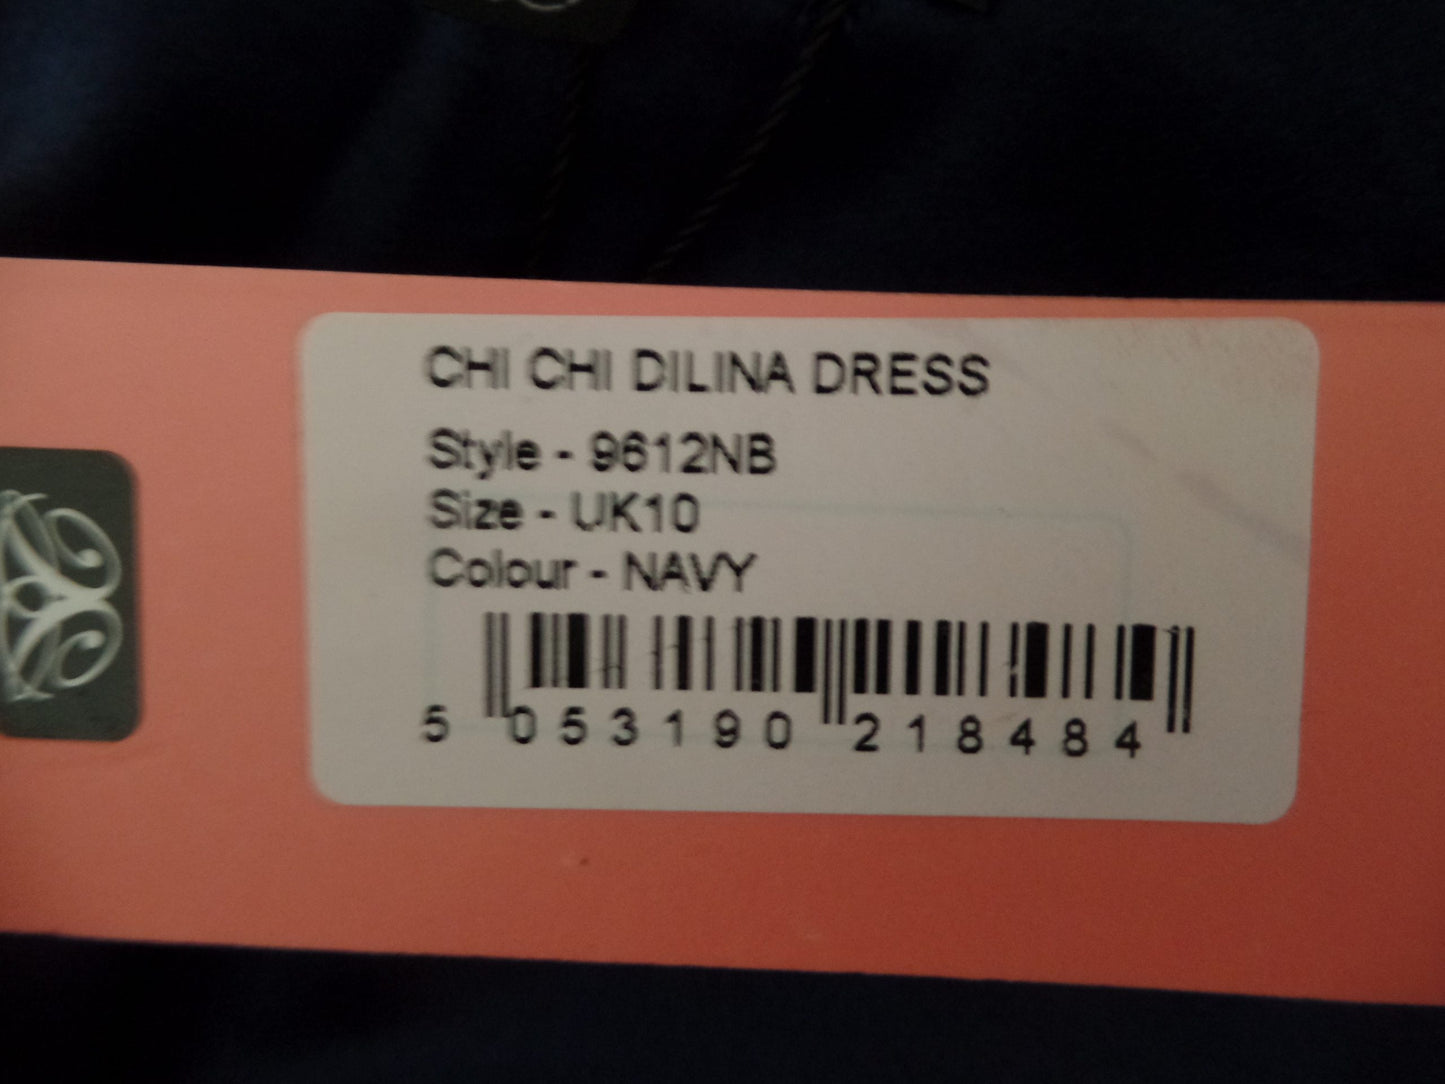 CHI CHI DILINA DRESS
Style - 9612NB
Size - UK10
Colour - NAVY
5 053190 218484